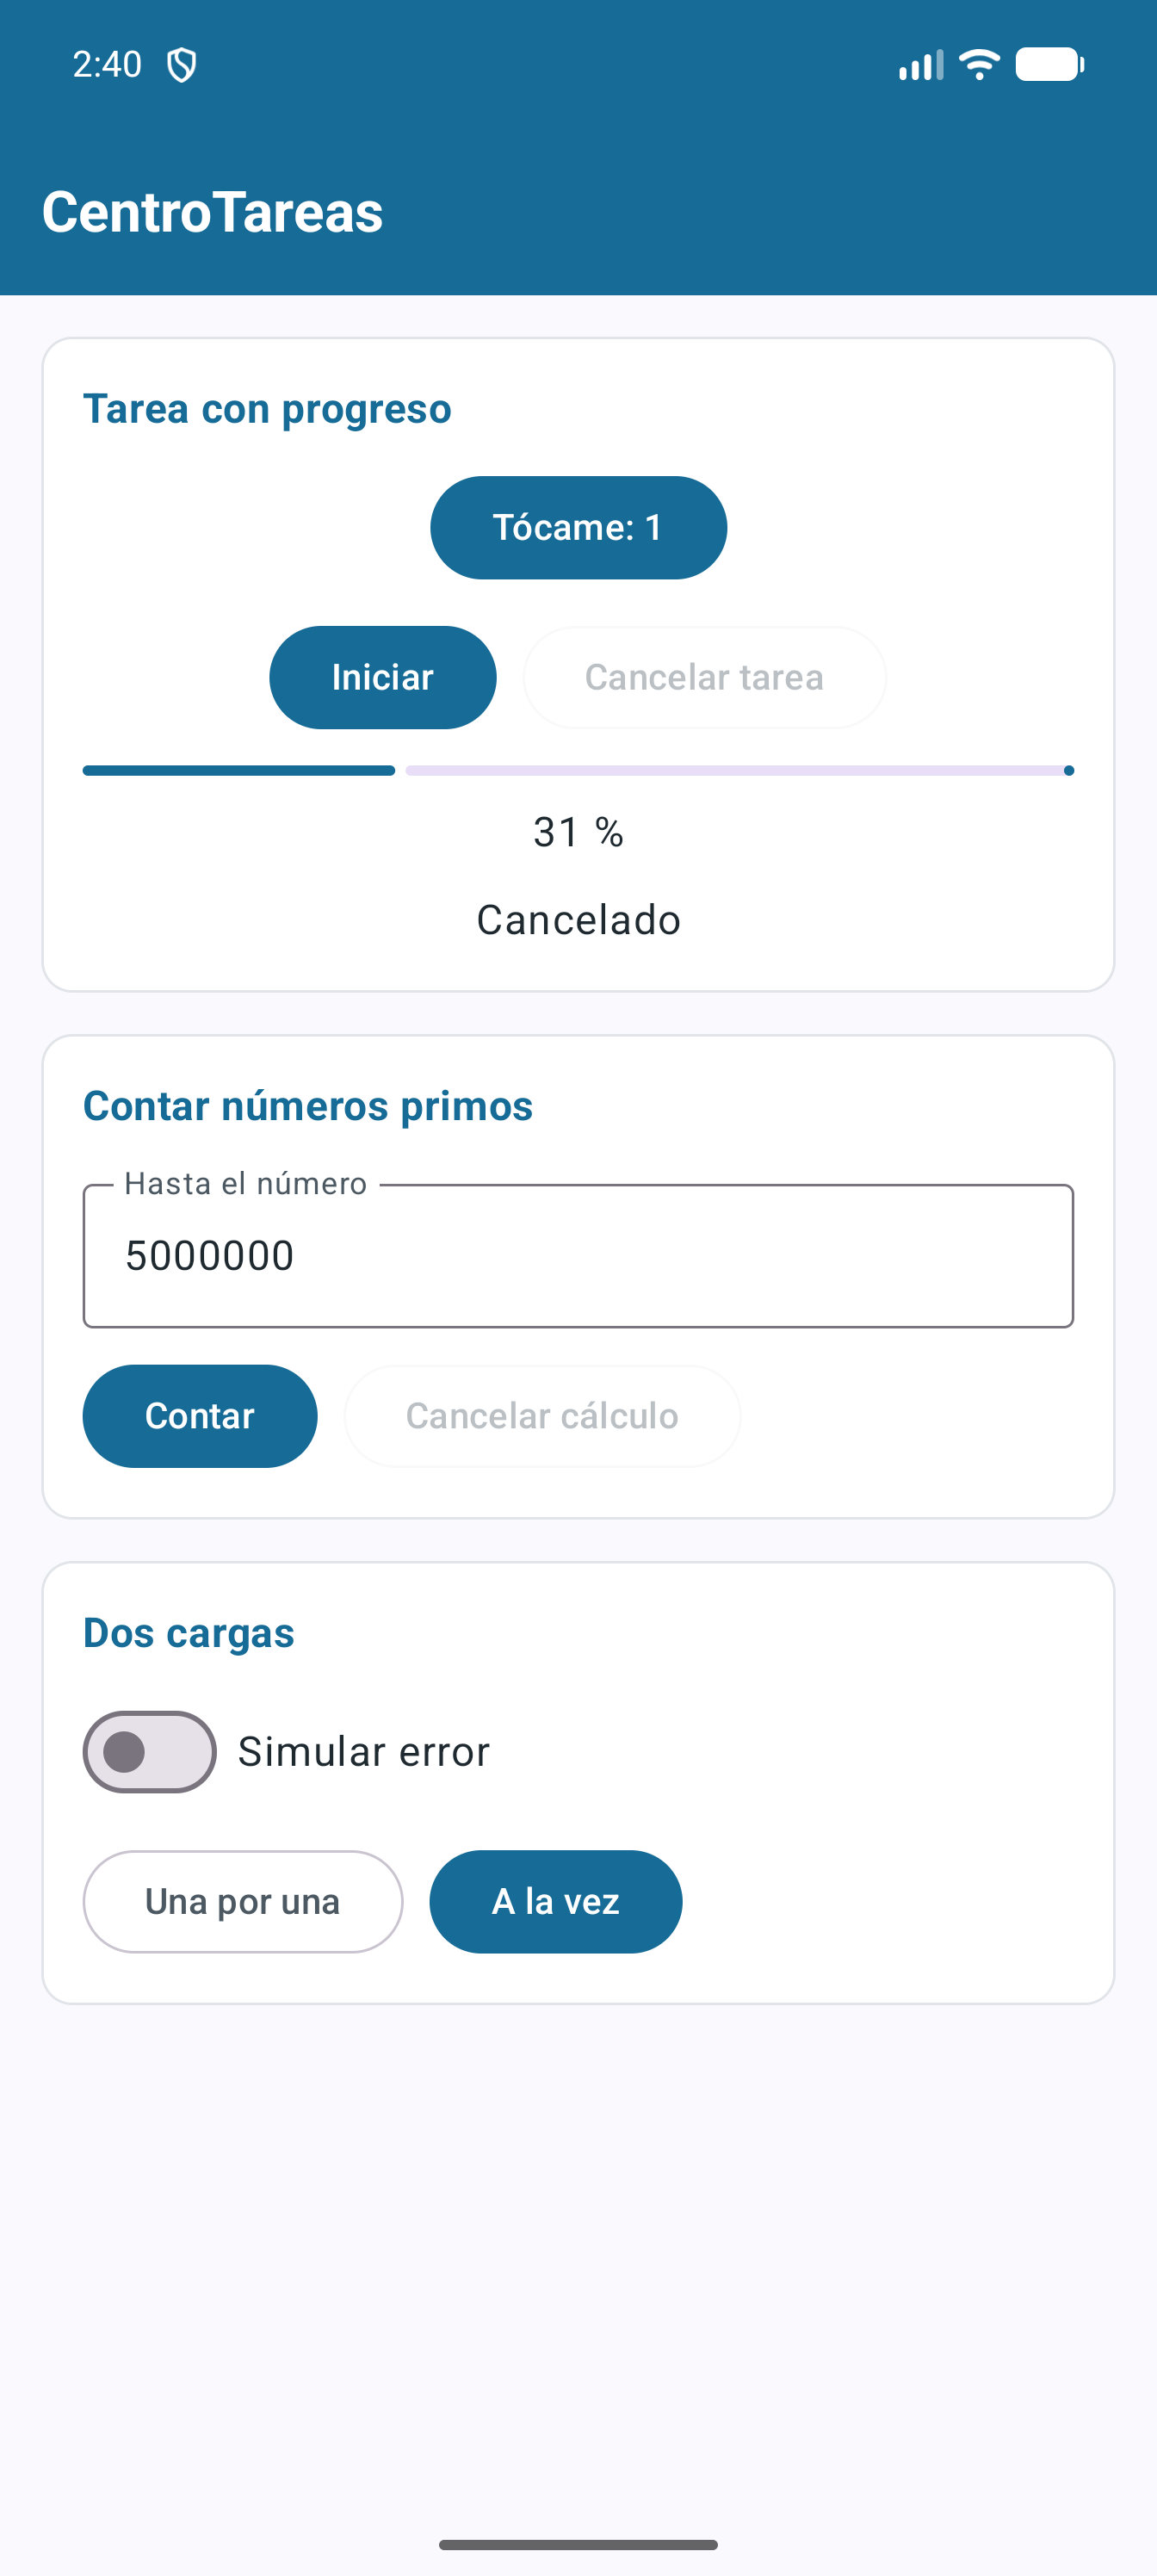 2:40
CentroTareas
Tarea con progreso
Tócame: 1
Iniciar
Cancelar tarea
31 %
Cancelado
Contar números primos
Hasta el número
5000000
Contar
Cancelar cálculo
Dos cargas
Simular error
Una por una
A la vez